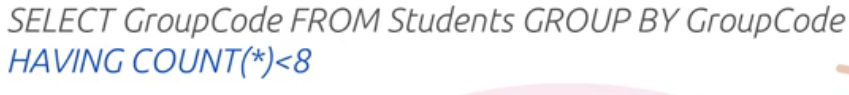 SELECT GroupCode FROM Students GROUP BY GroupCode
HAVING COUNT(*)<8